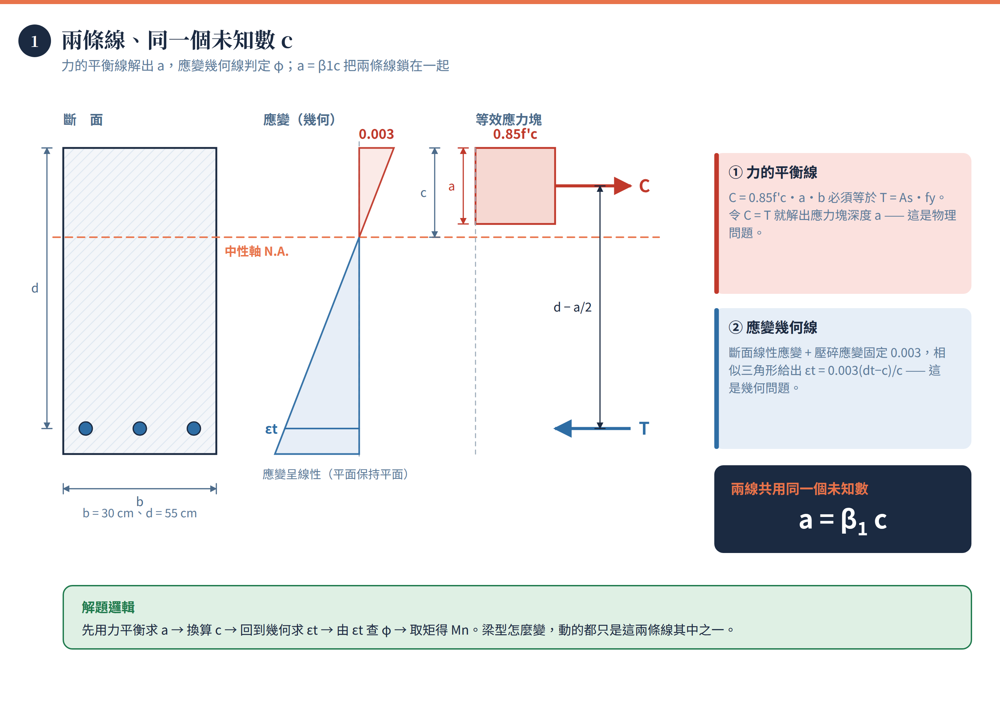 1
兩條線、同一個未知數 c
力的平衡線解出 a，應變幾何線判定 φ；a = β1c 把兩條線鎖在一起
斷　面
應變（幾何）
等效應力塊
0.003
0.85f'c
d
c
a
C
中性軸 N.A.
d − a/2
εt
T
應變呈線性（平面保持平面）
b
b = 30 cm、d = 55 cm
① 力的平衡線
C = 0.85f'c・a・b 必須等於 T = As・fy。
令 C = T 就解出應力塊深度 a —— 這是物理
問題。
② 應變幾何線
斷面線性應變 + 壓碎應變固定 0.003，相
似三角形給出 εt = 0.003(dt−c)/c —— 這
是幾何問題。
兩線共用同一個未知數
a = β₁ c
解題邏輯
先用力平衡求 a → 換算 c → 回到幾何求 εt → 由 εt 查 φ → 取矩得 Mn。梁型怎麼變，動的都只是這兩條線其中之一。